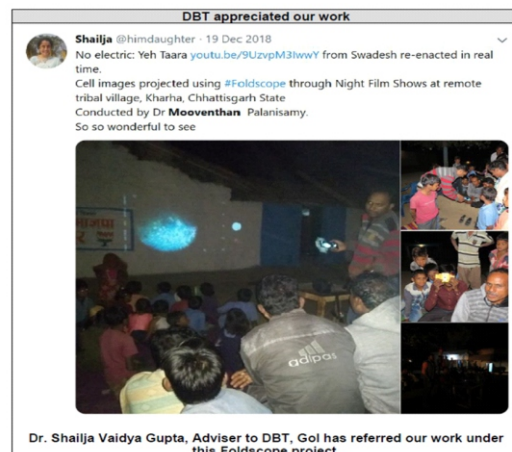 DBT appreciated our work
Shailja @himdaughter · 19 Dec 2018
No electric: Yeh Taara youtu.be/9UzvpM3IwwY from Swadesh re-enacted in real
time.
Cell images projected using #Foldscope through Night Film Shows at remote
tribal village, Kharha, Chhattisgarh State
Conducted by Dr Mooventhan Palanisamy.
So so wonderful to see
adidas
Dr. Shailja Vaidya Gupta, Adviser to DBT, GoI has referred our work under
this Foldscope project